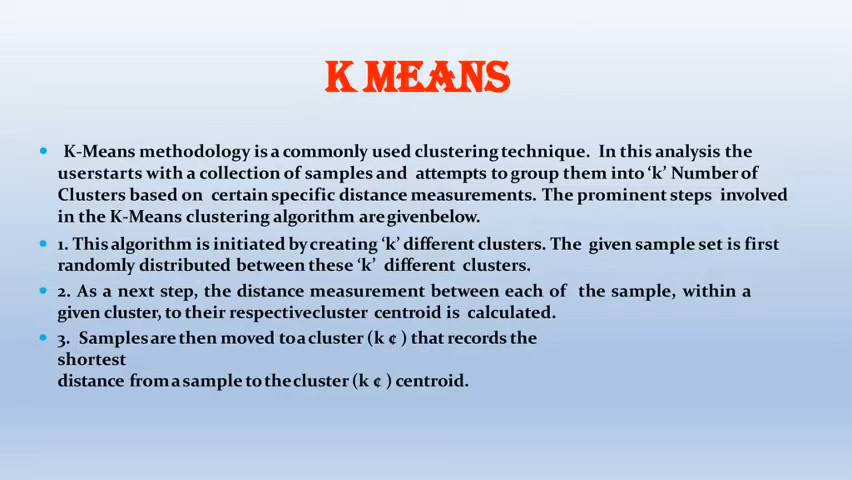 K MEANS
K-Means methodology is a commonly used clustering technique. In this analysis the
userstarts with a collection of samples and attempts to group them into ‘k’ Number of
Clusters based on certain specific distance measurements. The prominent steps involved
in the K-Means clustering algorithm are givenbelow.
1. This algorithm is initiated by creating ‘k’ different clusters. The given sample set is first
randomly distributed between these ‘k’ different clusters.
2. As a next step, the distance measurement between each of the sample, within a
given cluster, to their respectivecluster centroid is calculated.
3. Samples are then moved to a cluster (k ¢ ) that records the
shortest
distance from a sample to the cluster (k ¢ ) centroid.